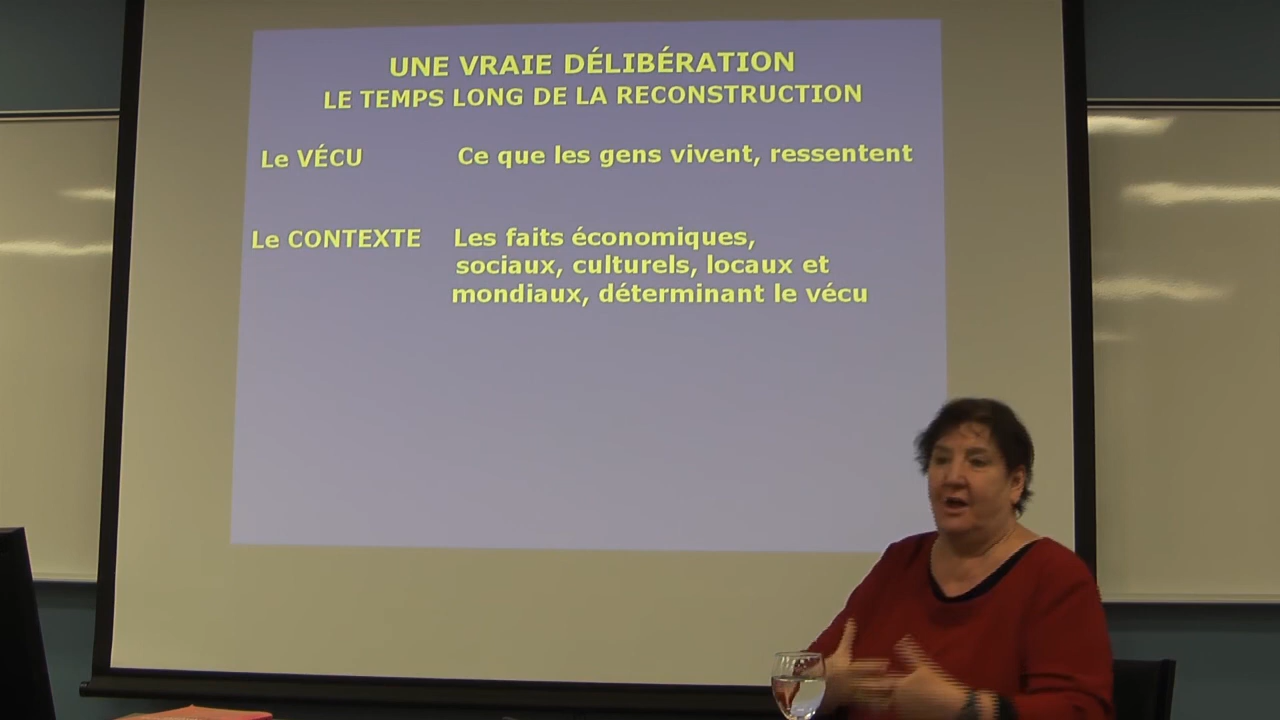 UNE VRAIE DÉLIBÉRATION
LE TEMPS LONG DE LA RECONSTRUCTION
Le VÉCU Ce que les gens vivent, ressentent
Le CONTEXTE Les faits économiques,
sociaux, culturels, locaux et
mondiaux, déterminant le vécu